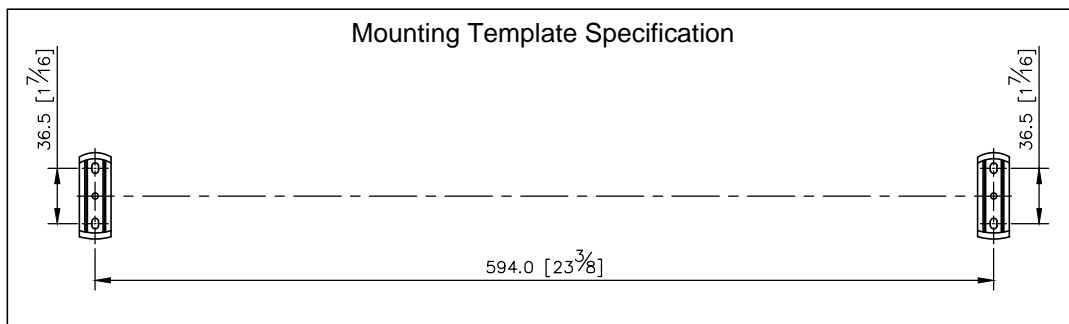 Mounting Template Specification
36.5 [1 7/16]
36.5 [1 7/16]
594.0 [23 3/8]